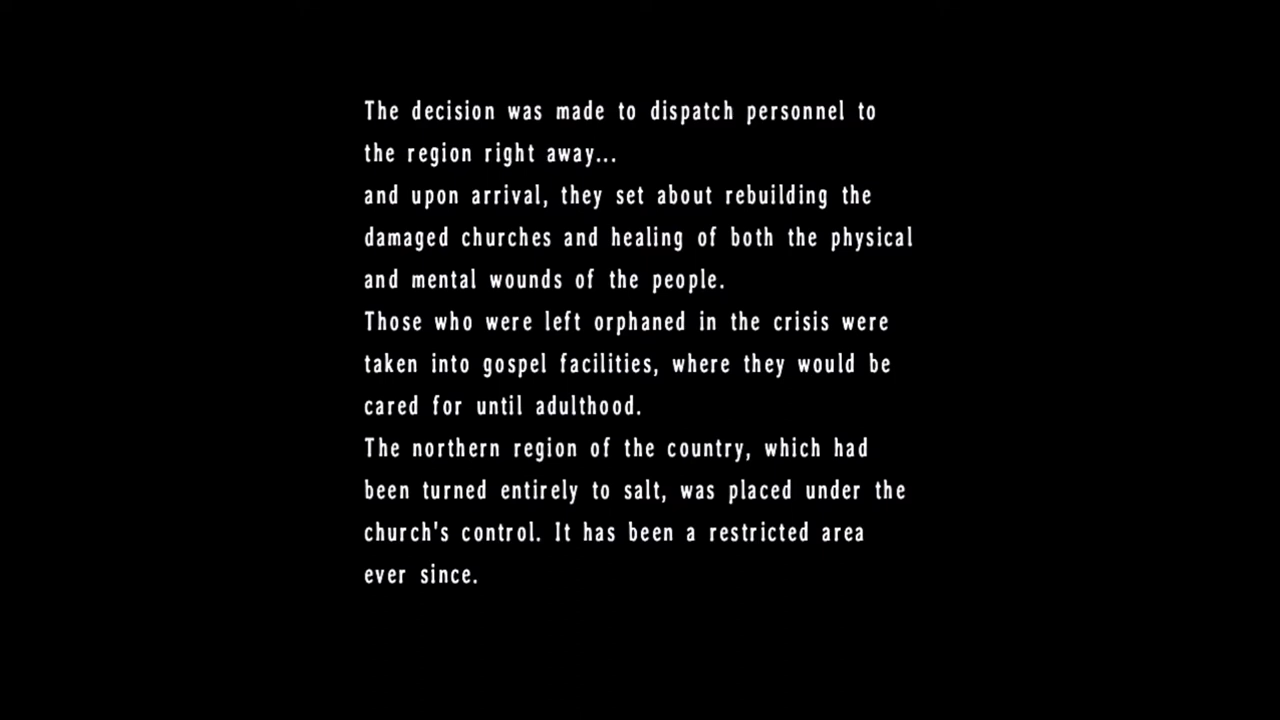 The decision was made to dispatch personnel to
the region right away...
and upon arrival, they set about rebuilding the
damaged churches and healing of both the physical
and mental wounds of the people.
Those who were left orphaned in the crisis were
taken into gospel facilities, where they would be
cared for until adulthood.
The northern region of the country, which had
been turned entirely to salt, was placed under the
church's control. It has been a restricted area
ever since.